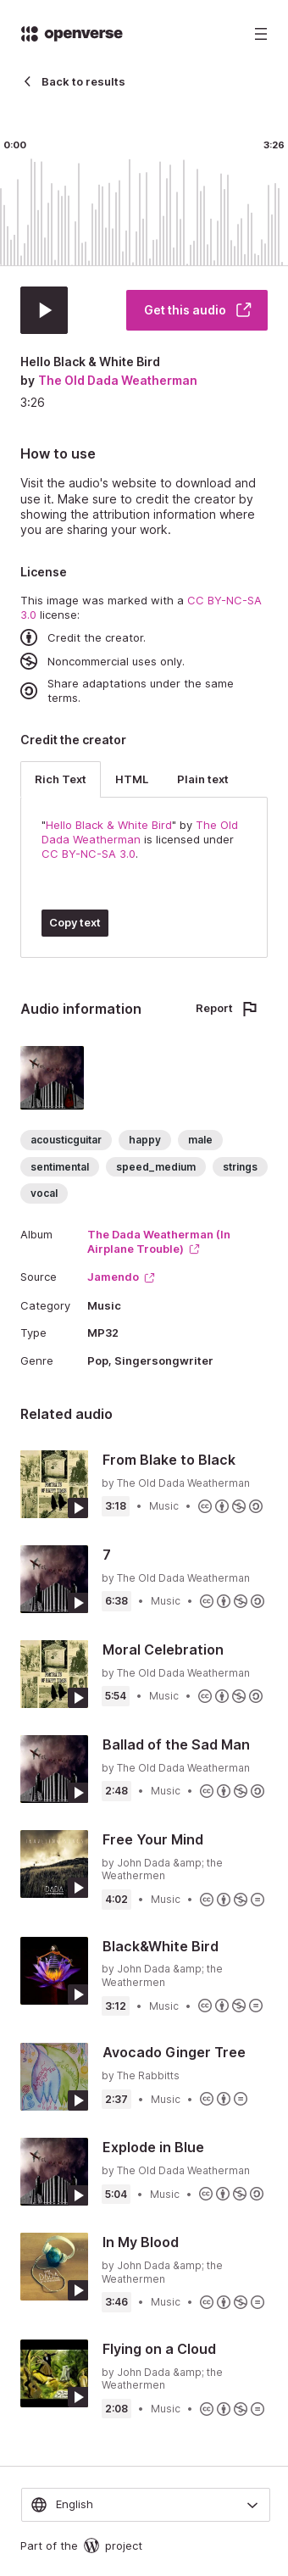 openverse
Back to results
0:00 3:26
Get this audio
Hello Black & White Bird
by The Old Dada Weatherman
3:26
How to use
Visit the audio's website to download and
use it. Make sure to credit the creator by
showing the attribution information where
you are sharing your work.
License
This image was marked with a CC BY-NC-SA
3.0 license:
Credit the creator.
Noncommercial uses only.
Share adaptations under the same
terms.
Credit the creator
Rich Text HTML Plain text
"Hello Black & White Bird" by The Old
Dada Weatherman is licensed under
CC BY-NC-SA 3.0.
Copy text
Audio information Report
acousticguitar happy male
sentimental speed_medium strings
vocal
Album The Dada Weatherman (In
Airplane Trouble)
Source Jamendo
Category Music
Type MP32
Genre Pop, Singersongwriter
Related audio
From Blake to Black
by The Old Dada Weatherman
3:18 • Music •
7
by The Old Dada Weatherman
6:38 • Music •
Moral Celebration
by The Old Dada Weatherman
5:54 • Music •
Ballad of the Sad Man
by The Old Dada Weatherman
2:48 • Music •
Free Your Mind
by John Dada &amp; the
Weathermen
4:02 • Music •
Black&White Bird
by John Dada &amp; the
Weathermen
3:12 • Music •
Avocado Ginger Tree
by The Rabbitts
2:37 • Music •
Explode in Blue
by The Old Dada Weatherman
5:04 • Music •
In My Blood
by John Dada &amp; the
Weathermen
3:46 • Music •
Flying on a Cloud
by John Dada &amp; the
Weathermen
2:08 • Music •
English
Part of the project